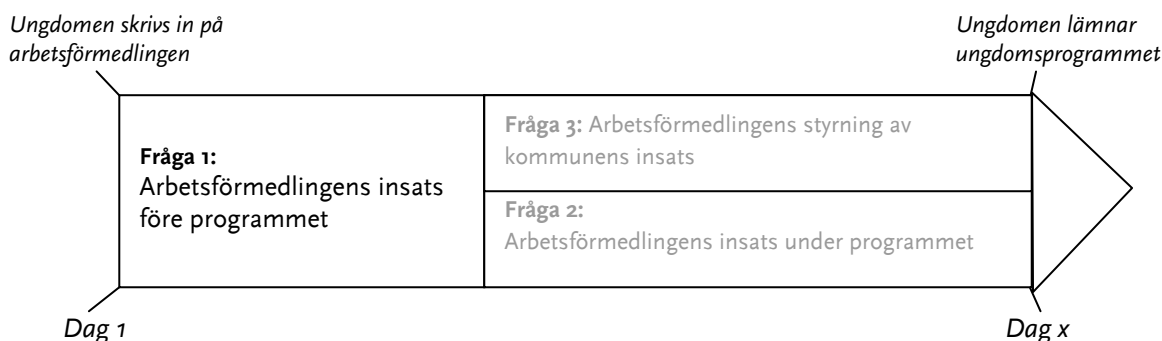 Ungdomen skrivs in på
arbetsförmedlingen
Ungdomen lämnar
ungdomsprogrammet
Fråga 1:
Arbetsförmedlingens insats
före programmet
Fråga 3: Arbetsförmedlingens styrning av
kommunens insats
Fråga 2:
Arbetsförmedlingens insats under programmet
Dag 1
Dag x